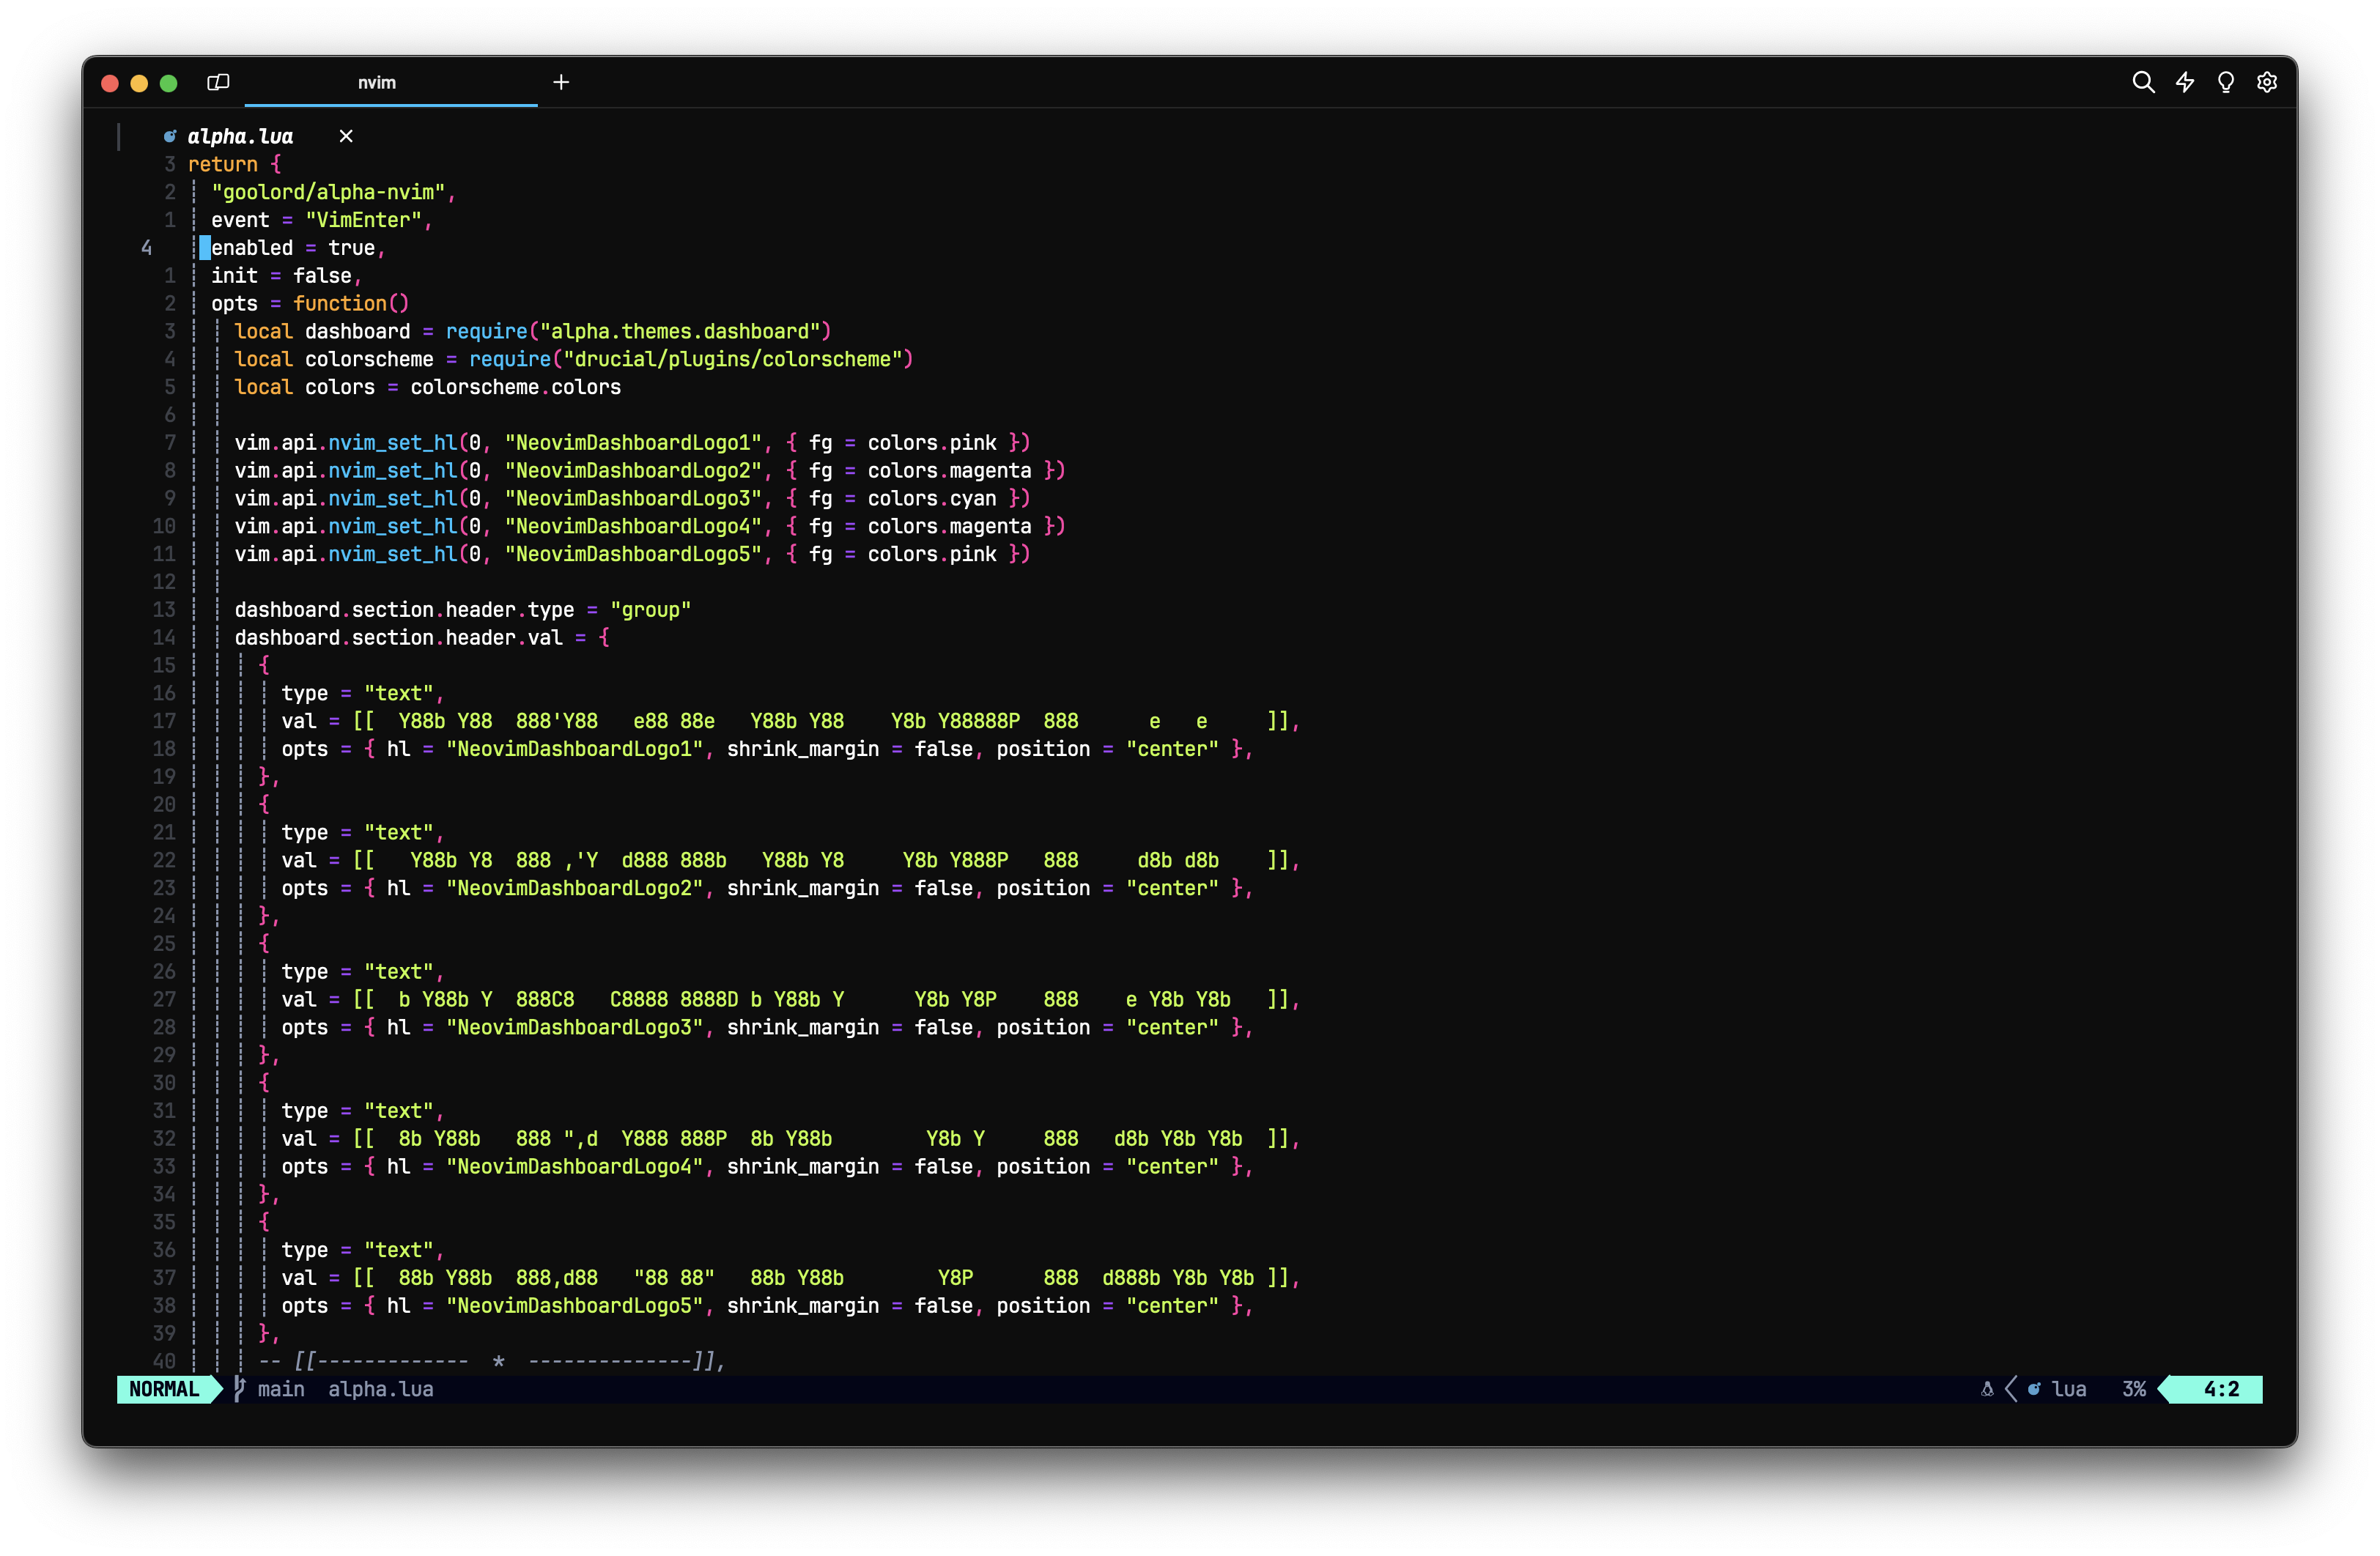 nvim +
alpha.lua ×
3 return {
2   "goolord/alpha-nvim",
1   event = "VimEnter",
4   enabled = true,
1   init = false,
2   opts = function()
3     local dashboard = require("alpha.themes.dashboard")
4     local colorscheme = require("drucial/plugins/colorscheme")
5     local colors = colorscheme.colors
6
7     vim.api.nvim_set_hl(0, "NeovimDashboardLogo1", { fg = colors.pink })
8     vim.api.nvim_set_hl(0, "NeovimDashboardLogo2", { fg = colors.magenta })
9     vim.api.nvim_set_hl(0, "NeovimDashboardLogo3", { fg = colors.cyan })
10     vim.api.nvim_set_hl(0, "NeovimDashboardLogo4", { fg = colors.magenta })
11     vim.api.nvim_set_hl(0, "NeovimDashboardLogo5", { fg = colors.pink })
12
13     dashboard.section.header.type = "group"
14     dashboard.section.header.val = {
15       {
16         type = "text",
17         val = [[  Y88b Y88  888'Y88   e88 88e   Y88b Y88    Y8b Y88888P  888      e   e     ]],
18         opts = { hl = "NeovimDashboardLogo1", shrink_margin = false, position = "center" },
19       },
20       {
21         type = "text",
22         val = [[   Y88b Y8  888 ,'Y  d888 888b   Y88b Y8     Y8b Y888P   888     d8b d8b    ]],
23         opts = { hl = "NeovimDashboardLogo2", shrink_margin = false, position = "center" },
24       },
25       {
26         type = "text",
27         val = [[  b Y88b Y  888C8   C8888 8888D b Y88b Y      Y8b Y8P    888    e Y8b Y8b   ]],
28         opts = { hl = "NeovimDashboardLogo3", shrink_margin = false, position = "center" },
29       },
30       {
31         type = "text",
32         val = [[  8b Y88b   888 ",d  Y888 888P  8b Y88b        Y8b Y     888   d8b Y8b Y8b  ]],
33         opts = { hl = "NeovimDashboardLogo4", shrink_margin = false, position = "center" },
34       },
35       {
36         type = "text",
37         val = [[  88b Y88b  888,d88   "88 88"   88b Y88b        Y8P      888  d888b Y8b Y8b ]],
38         opts = { hl = "NeovimDashboardLogo5", shrink_margin = false, position = "center" },
39       },
40       -- [[-------------  *  --------------]],
NORMAL main alpha.lua lua 3% 4:2